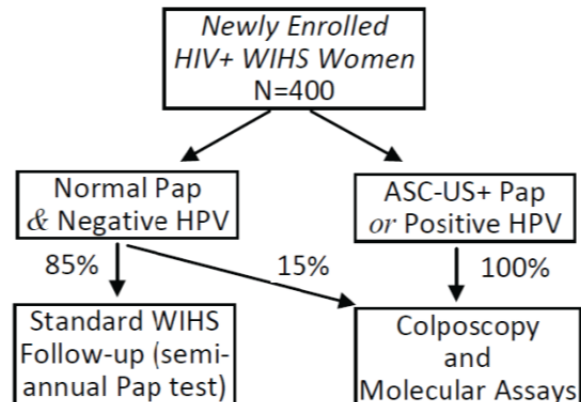 Newly Enrolled
HIV+ WIHS Women
N=400
Normal Pap
& Negative HPV
ASC-US+ Pap
or Positive HPV
85%
15%
100%
Standard WIHS
Follow-up (semi-
annual Pap test)
Colposcopy
and
Molecular Assays